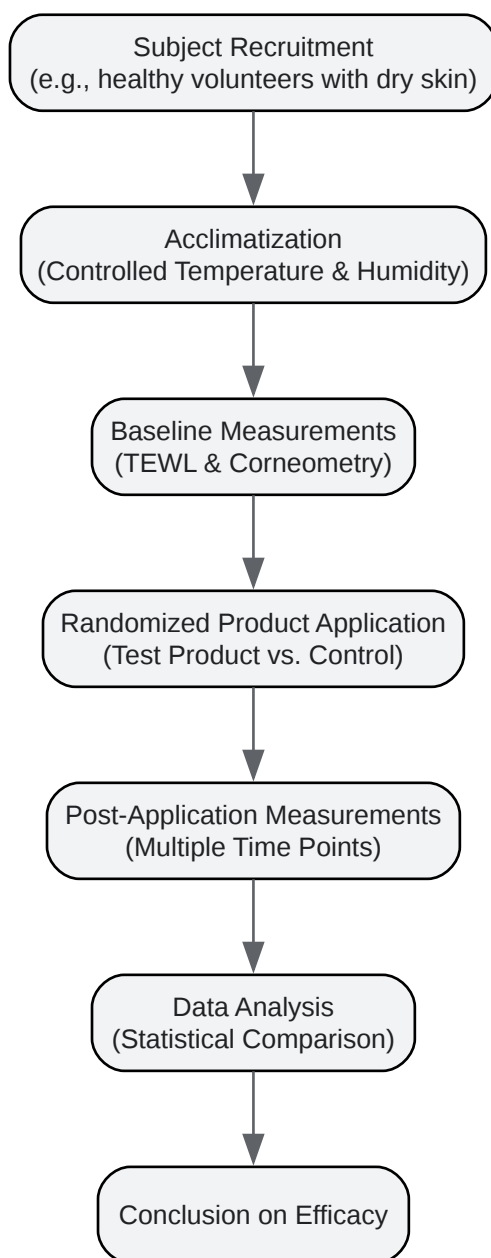 Subject Recruitment
(e.g., healthy volunteers with dry skin)
Acclimatization
(Controlled Temperature & Humidity)
Baseline Measurements
(TEWL & Corneometry)
Randomized Product Application
(Test Product vs. Control)
Post-Application Measurements
(Multiple Time Points)
Data Analysis
(Statistical Comparison)
Conclusion on Efficacy